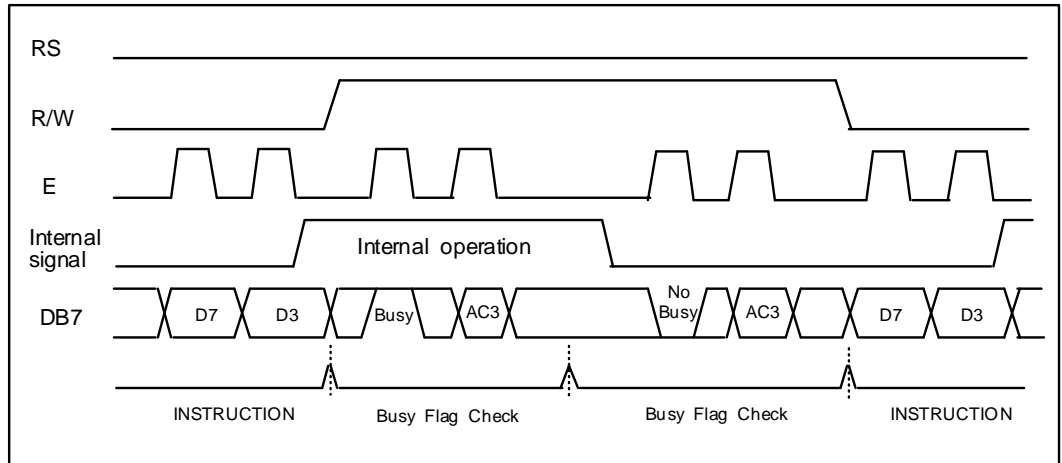 RS
R/W
E
Internal
signal
Internal operation
DB7
D7
D3
Busy
AC3
No
Busy
AC3
D7
D3
INSTRUCTION
Busy Flag Check
Busy Flag Check
INSTRUCTION